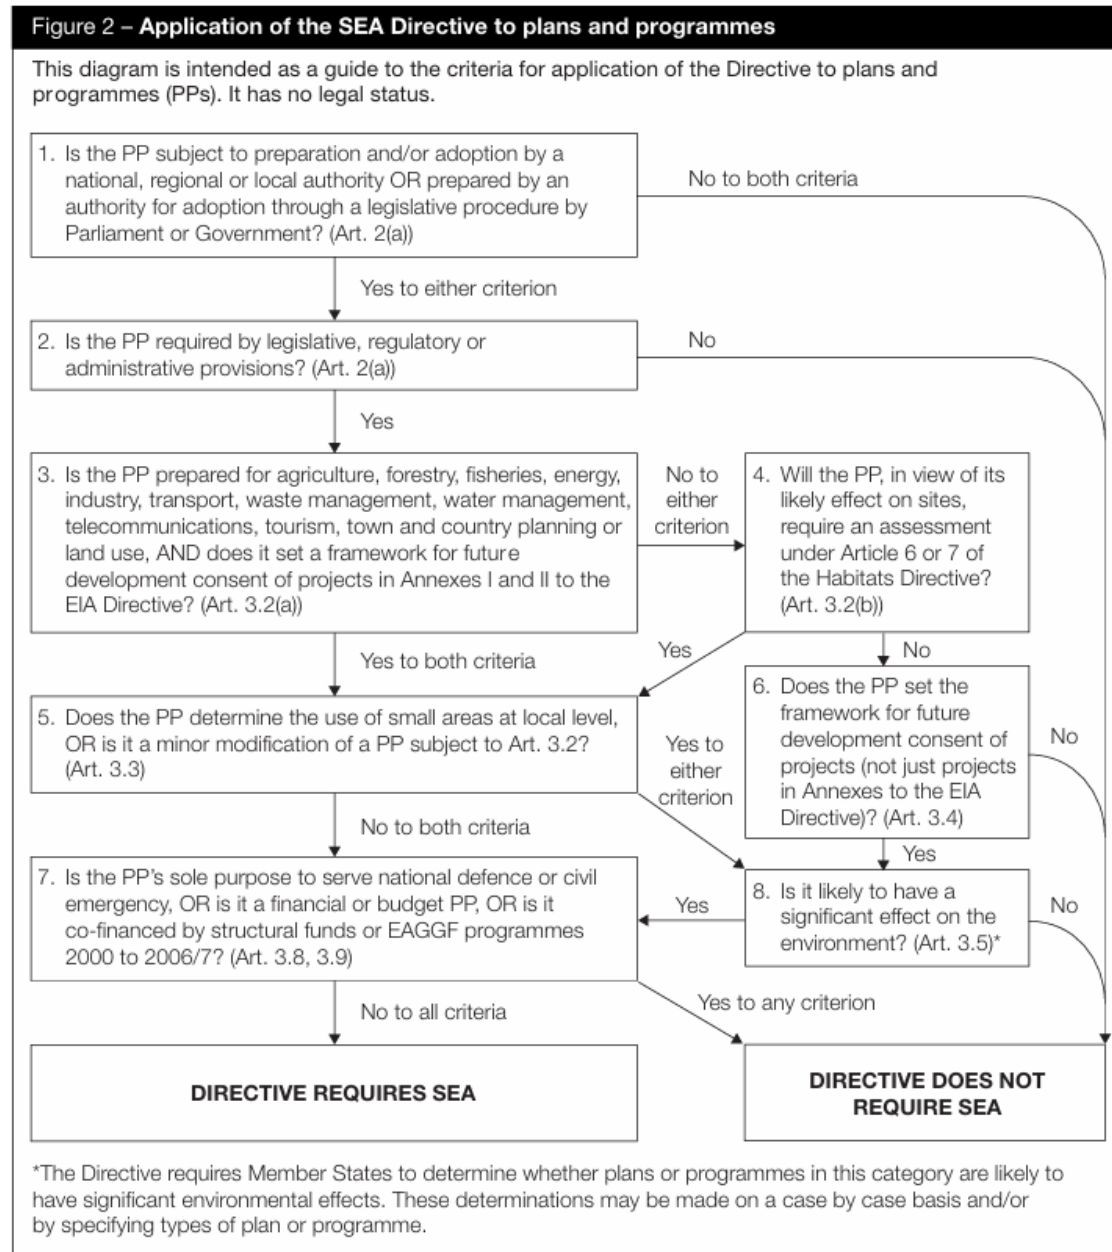 Figure 2 – Application of the SEA Directive to plans and programmes
This diagram is intended as a guide to the criteria for application of the Directive to plans and
programmes (PPs). It has no legal status.
1. Is the PP subject to preparation and/or adoption by a
national, regional or local authority OR prepared by an
authority for adoption through a legislative procedure by
Parliament or Government? (Art. 2(a))
No to both criteria
Yes to either criterion
2. Is the PP required by legislative, regulatory or
administrative provisions? (Art. 2(a))
No
Yes
3. Is the PP prepared for agriculture, forestry, fisheries, energy,
industry, transport, waste management, water management,
telecommunications, tourism, town and country planning or
land use, AND does it set a framework for future
development consent of projects in Annexes I and II to the
EIA Directive? (Art. 3.2(a))
No to
either
criterion
4. Will the PP, in view of its
likely effect on sites,
require an assessment
under Article 6 or 7 of
the Habitats Directive?
(Art. 3.2(b))
Yes to both criteria
Yes
No
5. Does the PP determine the use of small areas at local level,
OR is it a minor modification of a PP subject to Art. 3.2?
(Art. 3.3)
Yes to
either
criterion
6. Does the PP set the
framework for future
development consent of
projects (not just projects
in Annexes to the EIA
Directive)? (Art. 3.4)
No
No to both criteria
Yes
7. Is the PP's sole purpose to serve national defence or civil
emergency, OR is it a financial or budget PP, OR is it
co-financed by structural funds or EAGGF programmes
2000 to 2006/7? (Art. 3.8, 3.9)
Yes
8. Is it likely to have a
significant effect on the
environment? (Art. 3.5)*
No
No to all criteria
Yes to any criterion
DIRECTIVE REQUIRES SEA
DIRECTIVE DOES NOT
REQUIRE SEA
*The Directive requires Member States to determine whether plans or programmes in this category are likely to
have significant environmental effects. These determinations may be made on a case by case basis and/or
by specifying types of plan or programme.